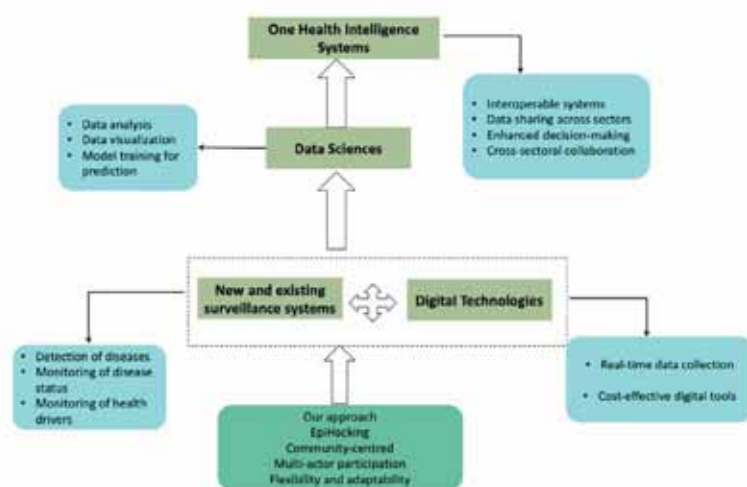 One Health Intelligence
Systems
• Interoperable systems
• Data sharing across sectors
• Enhanced decision-making
• Cross-sectoral collaboration
• Data analysis
• Data visualization
• Model training for
prediction
Data Sciences
New and existing
surveillance systems
Digital Technologies
• Detection of diseases
• Monitoring of disease
status
• Monitoring of health
drivers
• Real-time data collection
• Cost-effective digital tools
Our approach
EpiHacking
Community-centred
Multi-actor participation
Flexibility and adaptability